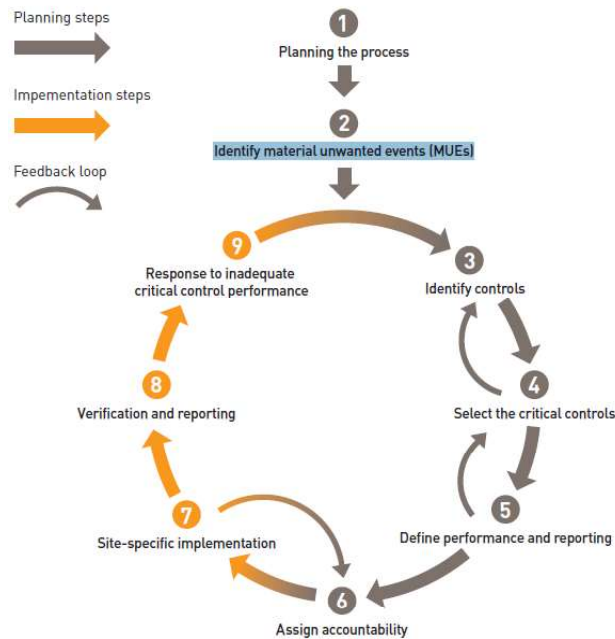 Planning steps
Impementation steps
Feedback loop
1
Planning the process
2
Identify material unwanted events (MUEs)
3
Identify controls
4
Select the critical controls
5
Define performance and reporting
6
Assign accountability
7
Site-specific implementation
8
Verification and reporting
9
Response to inadequate
critical control performance